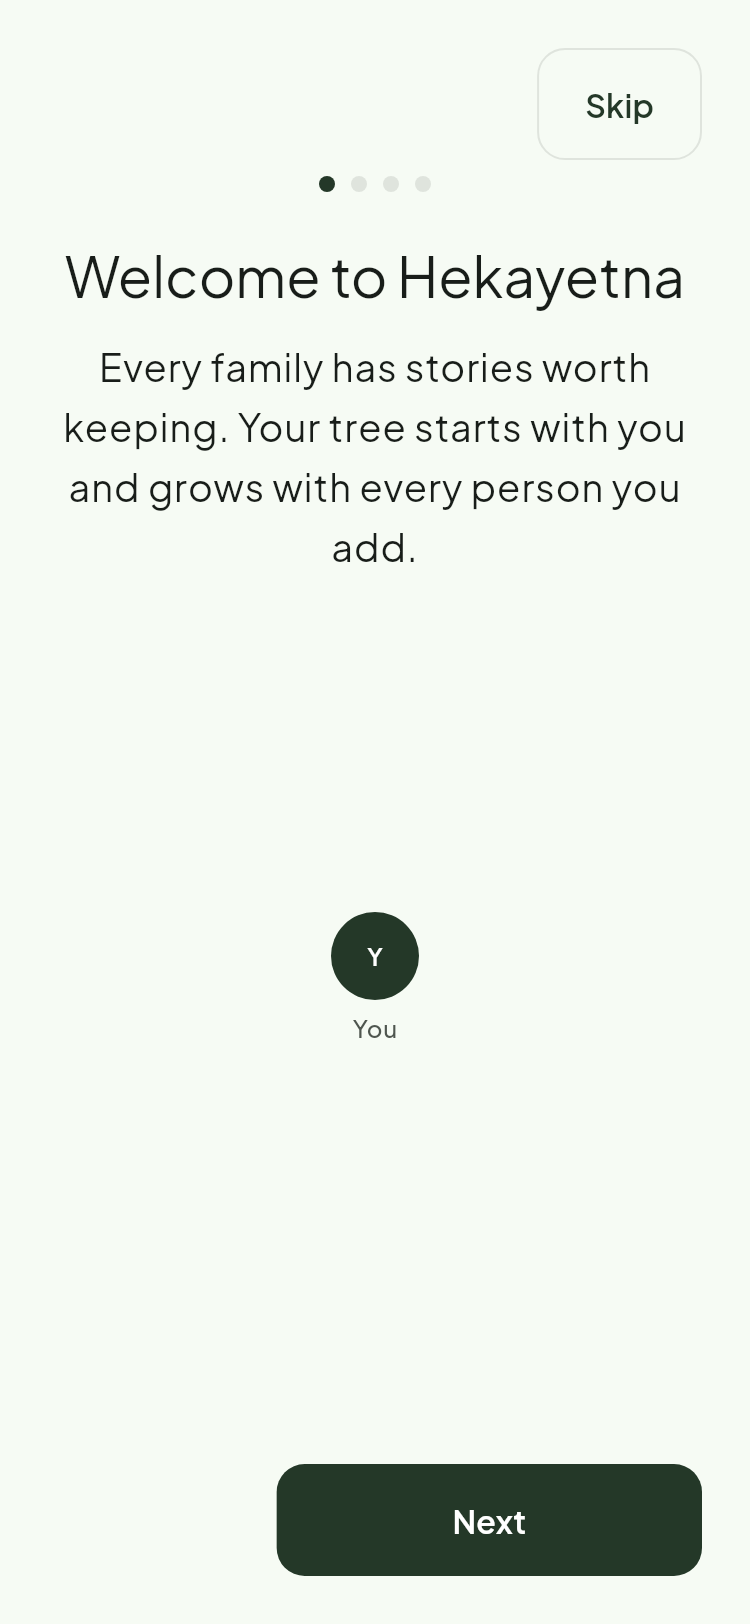 Skip
Welcome to Hekayetna
Every family has stories worth
keeping. Your tree starts with you
and grows with every person you
add.
Y
You
Next